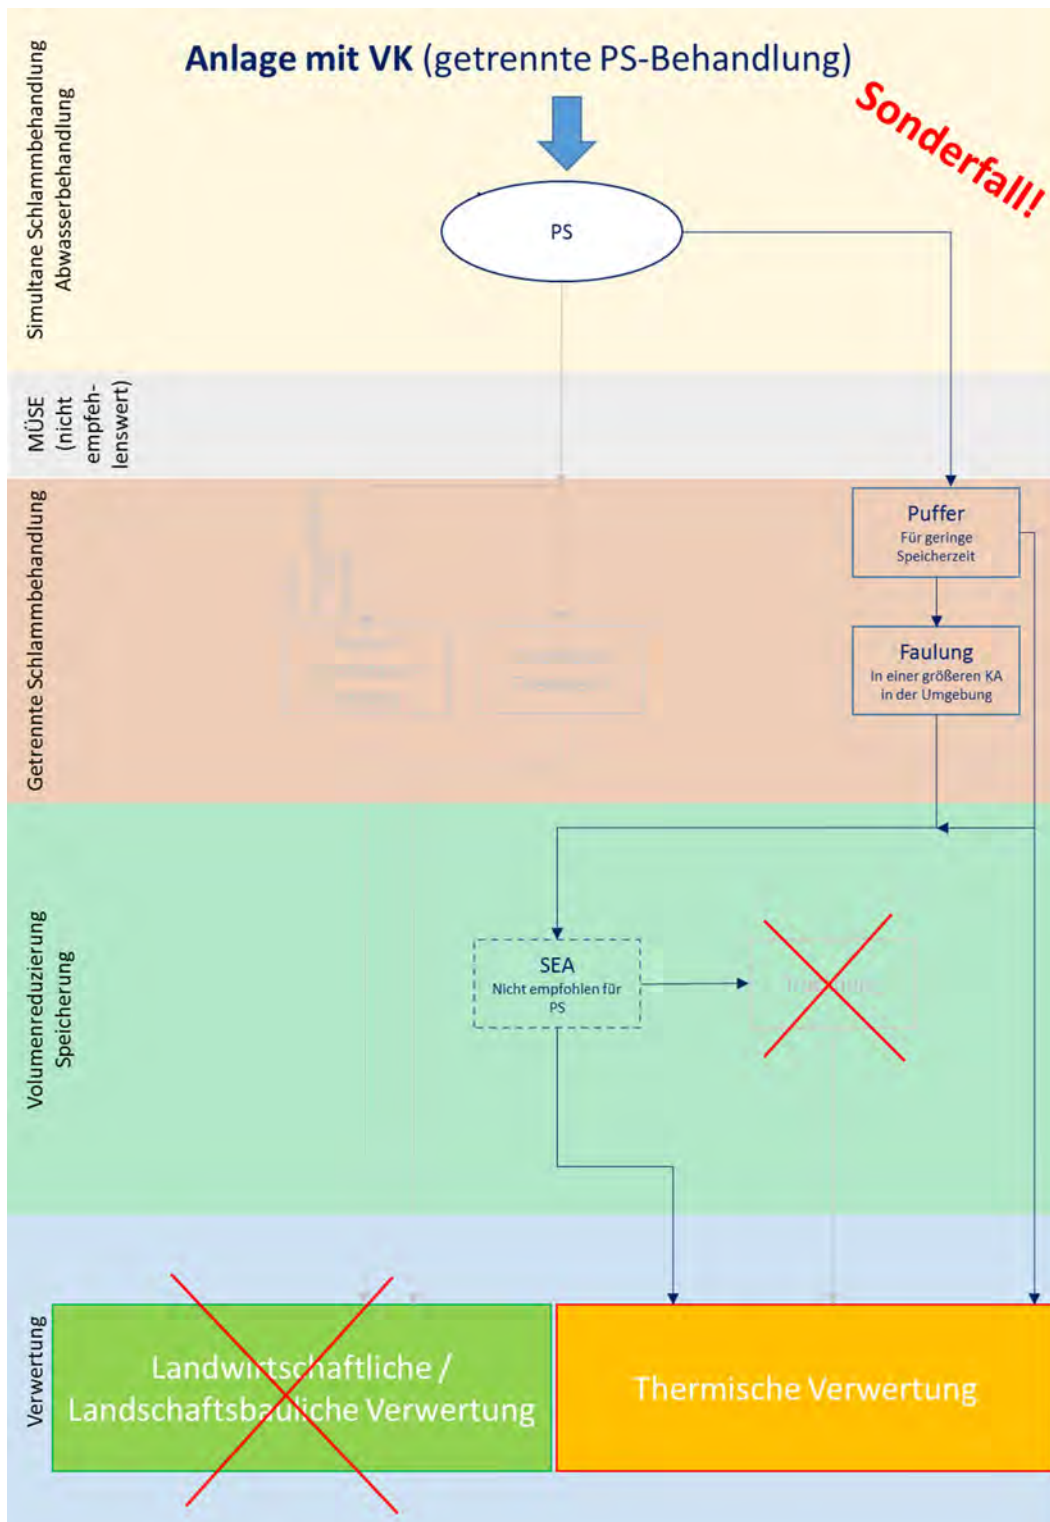 Anlage mit VK (getrennte PS-Behandlung)
Sonderfall!
Simultane Schlammbehandlung
Abwasserbehandlung
PS
MÜSE
(nicht
empfeh-
lenswert)
Getrennte Schlammbehandlung
Puffer
Für geringe
Speicherzeit
Faulung
In einer größeren KA
in der Umgebung
Volumenreduzierung
Speicherung
SEA
Nicht empfohlen für
PS
Verwertung
Landwirtschaftliche /
Landschaftsbauliche Verwertung
Thermische Verwertung